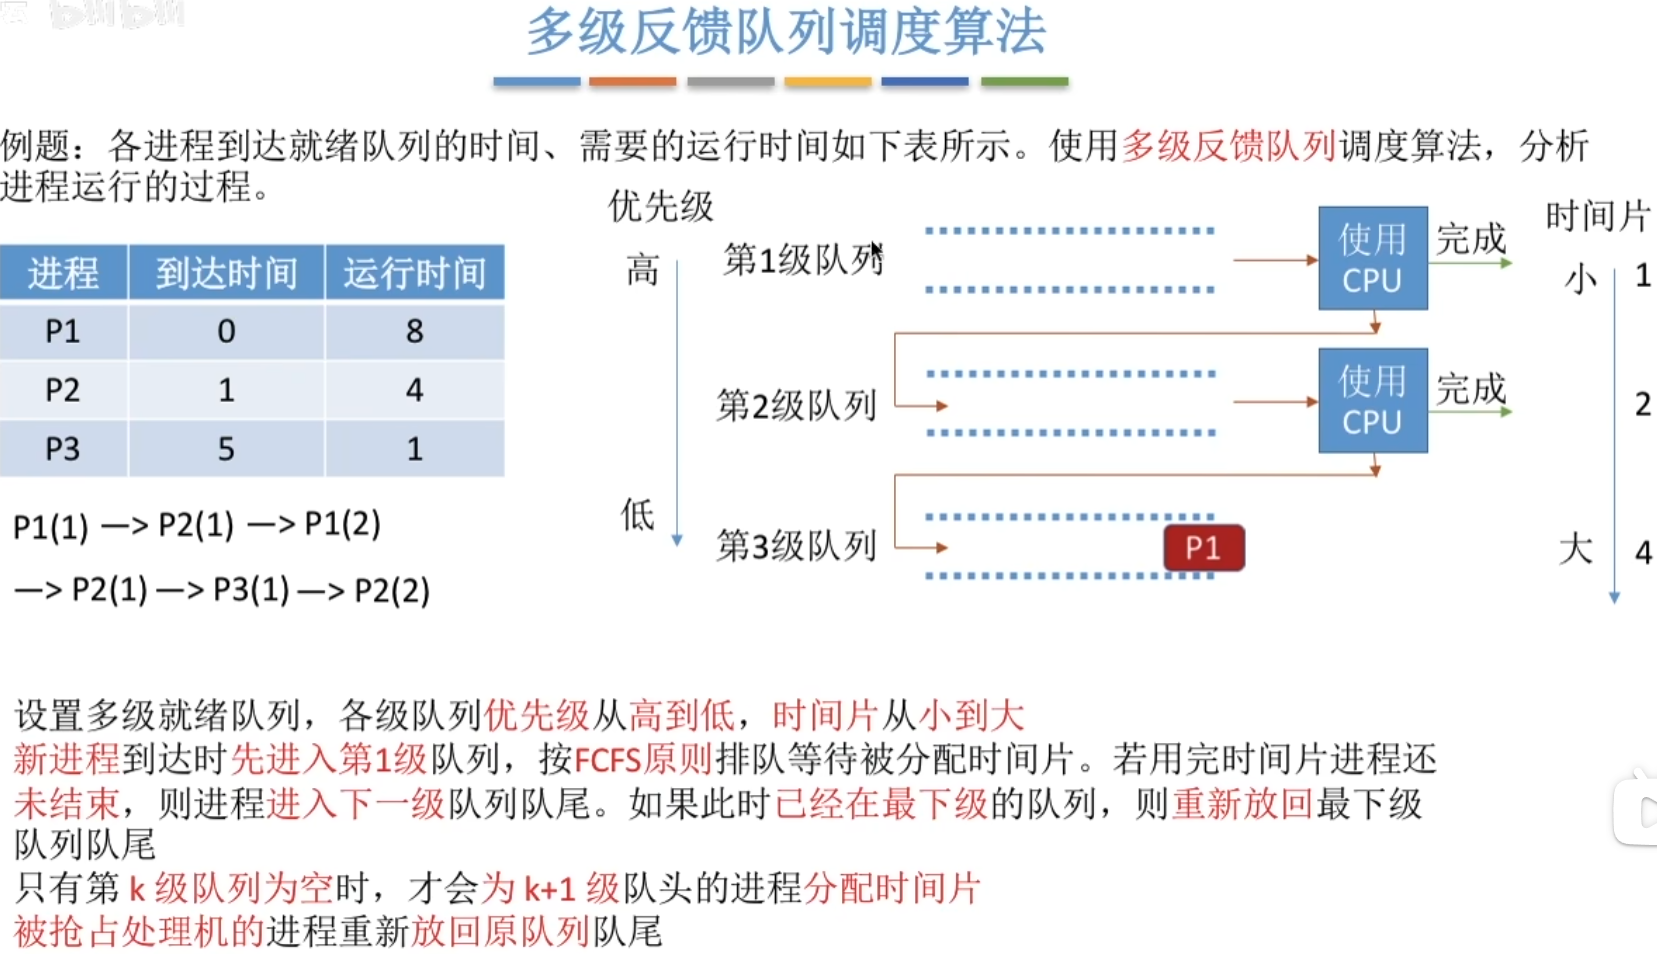 bilibili
多级反馈队列调度算法
例题：各进程到达就绪队列的时间、需要的运行时间如下表所示。使用多级反馈队列调度算法，分析
进程运行的过程。
进程 到达时间 运行时间
P1 0 8
P2 1 4
P3 5 1
P1(1) —> P2(1) —> P1(2)
—> P2(1) —> P3(1) —> P2(2)
优先级
高
低
第1级队列
使用
CPU
完成
第2级队列
使用
CPU
完成
第3级队列
P1
时间片
小 1
2
大 4
设置多级就绪队列，各级队列优先级从高到低，时间片从小到大
新进程到达时先进入第1级队列，按FCFS原则排队等待被分配时间片。若用完时间片进程还
未结束，则进程进入下一级队列队尾。如果此时已经在最下级的队列，则重新放回最下级
队列队尾
只有第 k 级队列为空时，才会为 k+1 级队头的进程分配时间片
被抢占处理机的进程重新放回原队列队尾